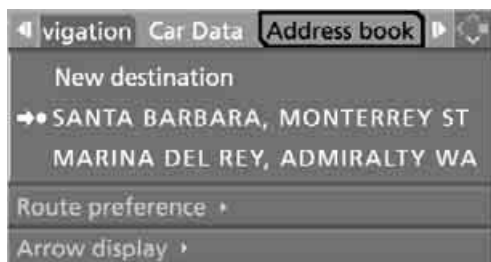 vigation Car Data Address book
New destination
SANTA BARBARA, MONTERREY ST
MARINA DEL REY, ADMIRALTY WA
Route preference
Arrow display